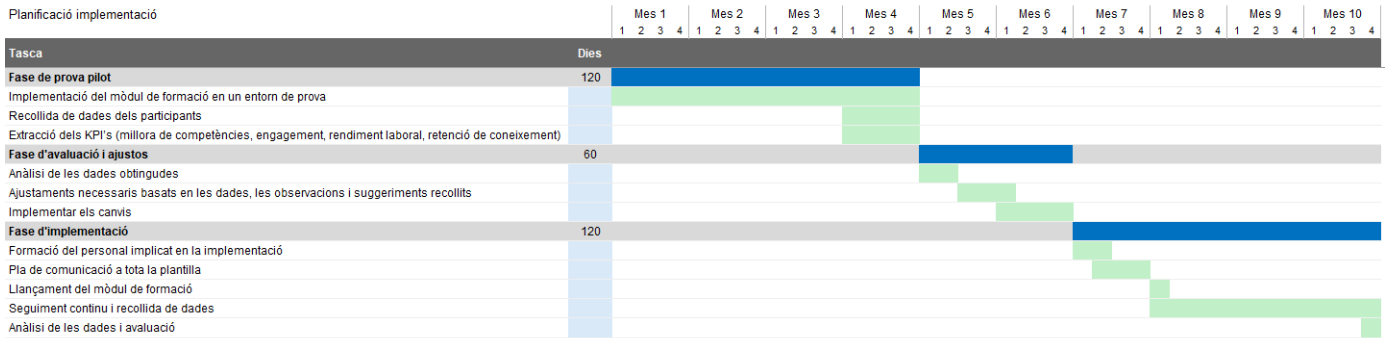 Planificació implementació Mes 1 Mes 2 Mes 3 Mes 4 Mes 5 Mes 6 Mes 7 Mes 8 Mes 9 Mes 10
1 2 3 4 1 2 3 4 1 2 3 4 1 2 3 4 1 2 3 4 1 2 3 4 1 2 3 4 1 2 3 4 1 2 3 4 1 2 3 4
Tasca Dies
Fase de prova pilot 120
Implementació del mòdul de formació en un entorn de prova
Recollida de dades dels participants
Extracció dels KPI's (millora de competències, engagement, rendiment laboral, retenció de coneixement)
Fase d'avaluació i ajustos 60
Anàlisi de les dades obtingudes
Ajustaments necessaris basats en les dades, les observacions i suggeriments recollits
Implementar els canvis
Fase d'implementació 120
Formació del personal implicat en la implementació
Pla de comunicació a tota la plantilla
Llançament del mòdul de formació
Seguiment continu i recollida de dades
Anàlisi de les dades i avaluació